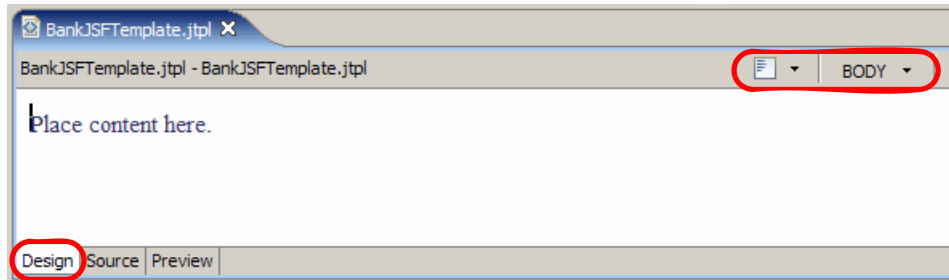 BankJSFTemplate.jtpl
BankJSFTemplate.jtpl - BankJSFTemplate.jtpl BODY
Place content here.
Design Source Preview